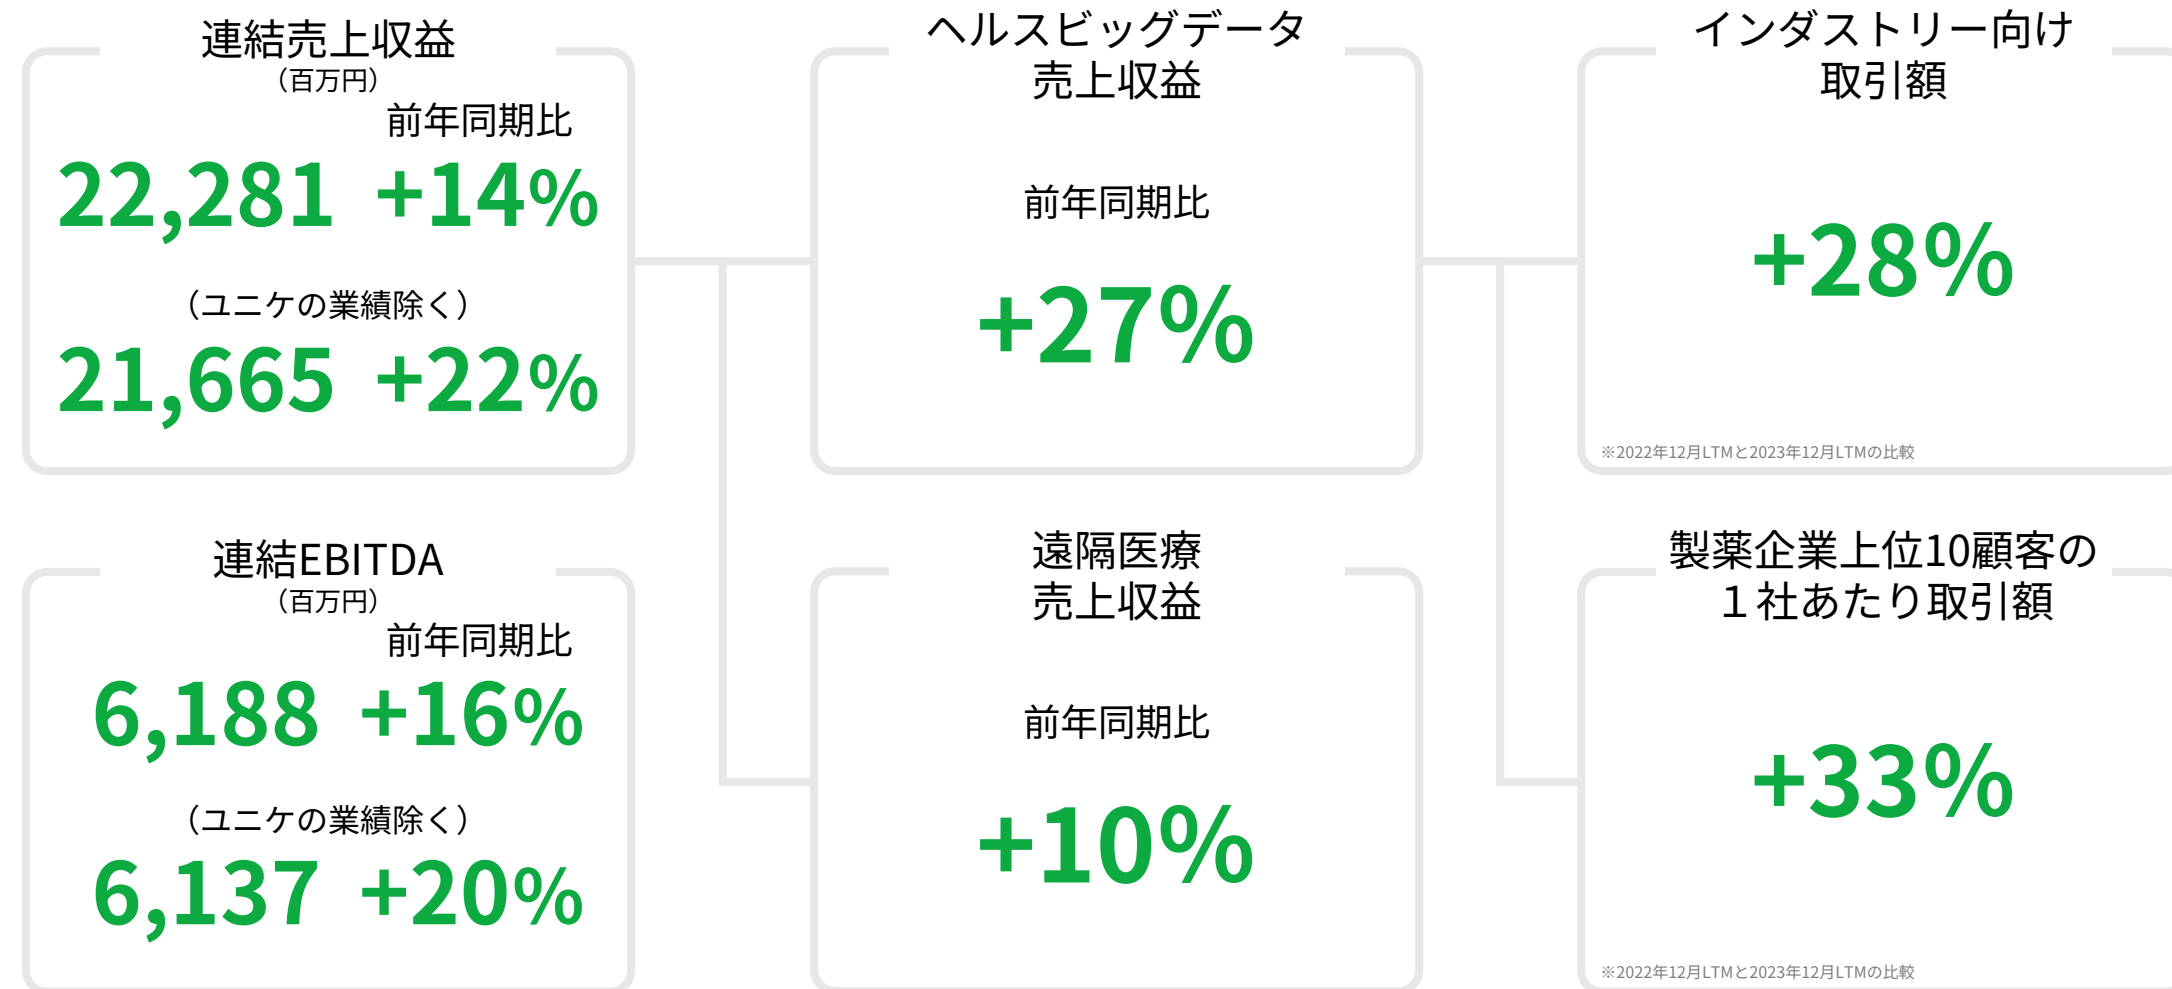 連結売上収益
（百万円）
前年同期比
22,281 +14%
（ユニケの業績除く）
21,665 +22%
ヘルスビッグデータ
売上収益
前年同期比
+27%
インダストリー向け
取引額
+28%
※2022年12月LTMと2023年12月LTMの比較
連結EBITDA
（百万円）
前年同期比
6,188 +16%
（ユニケの業績除く）
6,137 +20%
遠隔医療
売上収益
前年同期比
+10%
製薬企業上位10顧客の
１社あたり取引額
+33%
※2022年12月LTMと2023年12月LTMの比較